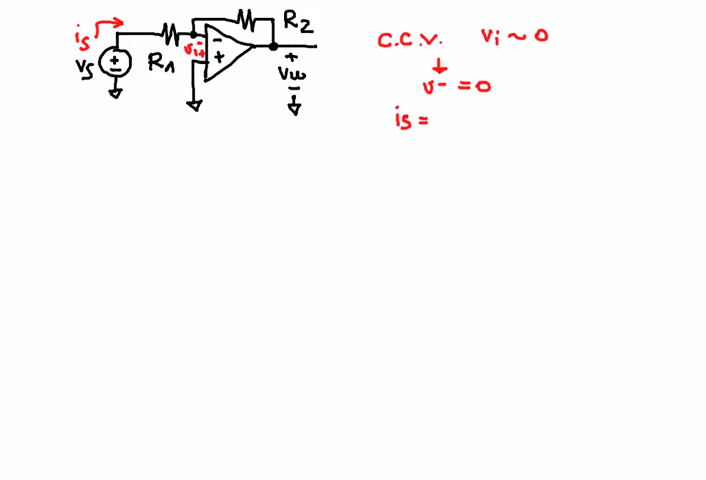 R2
is
C.C.V. vi ~ 0
- vi +
vs + - R1 - + + Vu -
v- = 0
is =